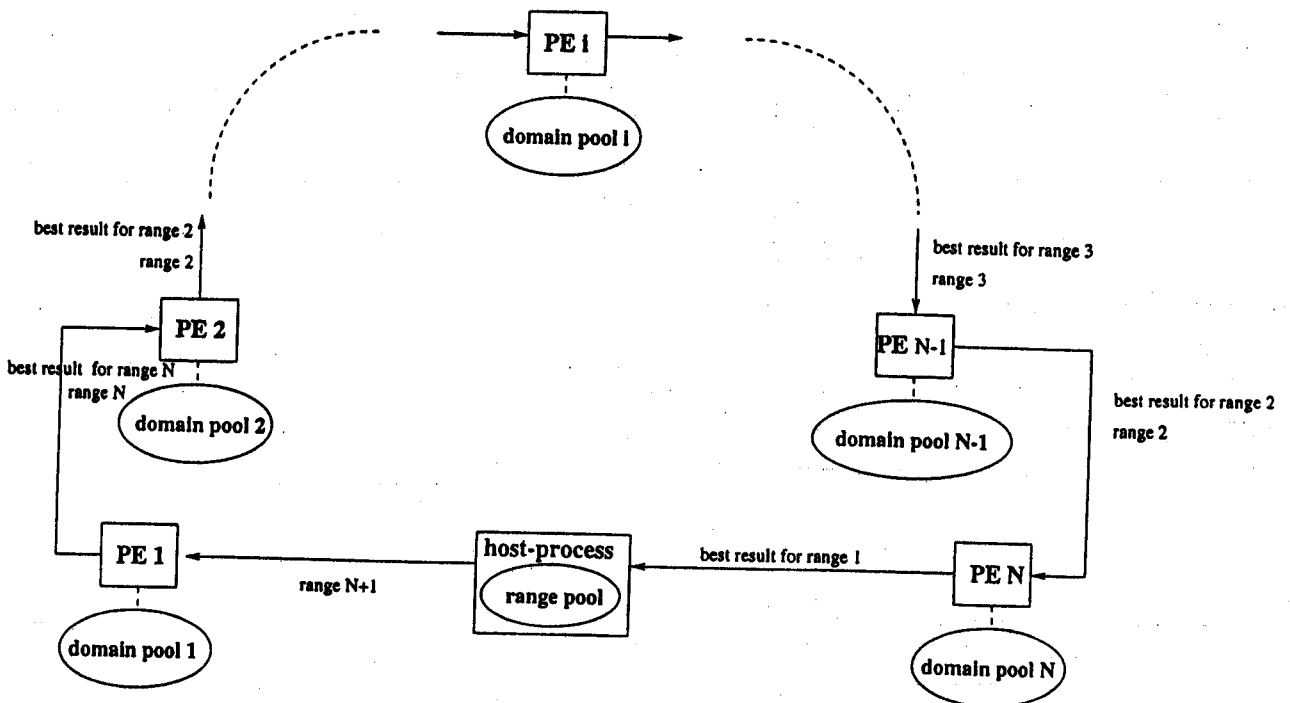 PE i
domain pool i
best result for range 2
range 2
best result for range 3
range 3
PE 2
best result for range N
range N
domain pool 2
PE N-1
domain pool N-1
best result for range 2
range 2
PE 1
range N+1
domain pool 1
host-process
range pool
best result for range 1
PE N
domain pool N